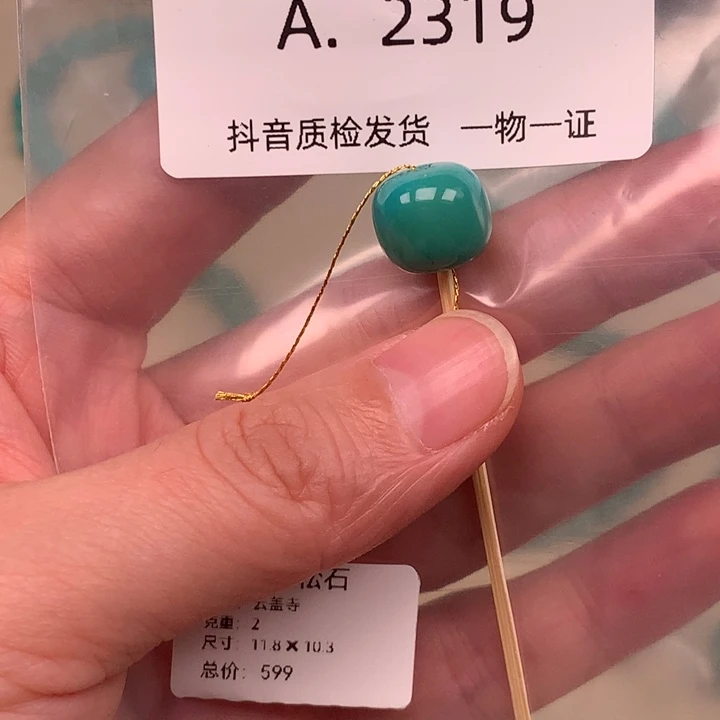 A. 2319
抖音质检发货 一物一证
松石
云盖寺
克重: 2
尺寸: 11.8 X 10.3
总价: 599